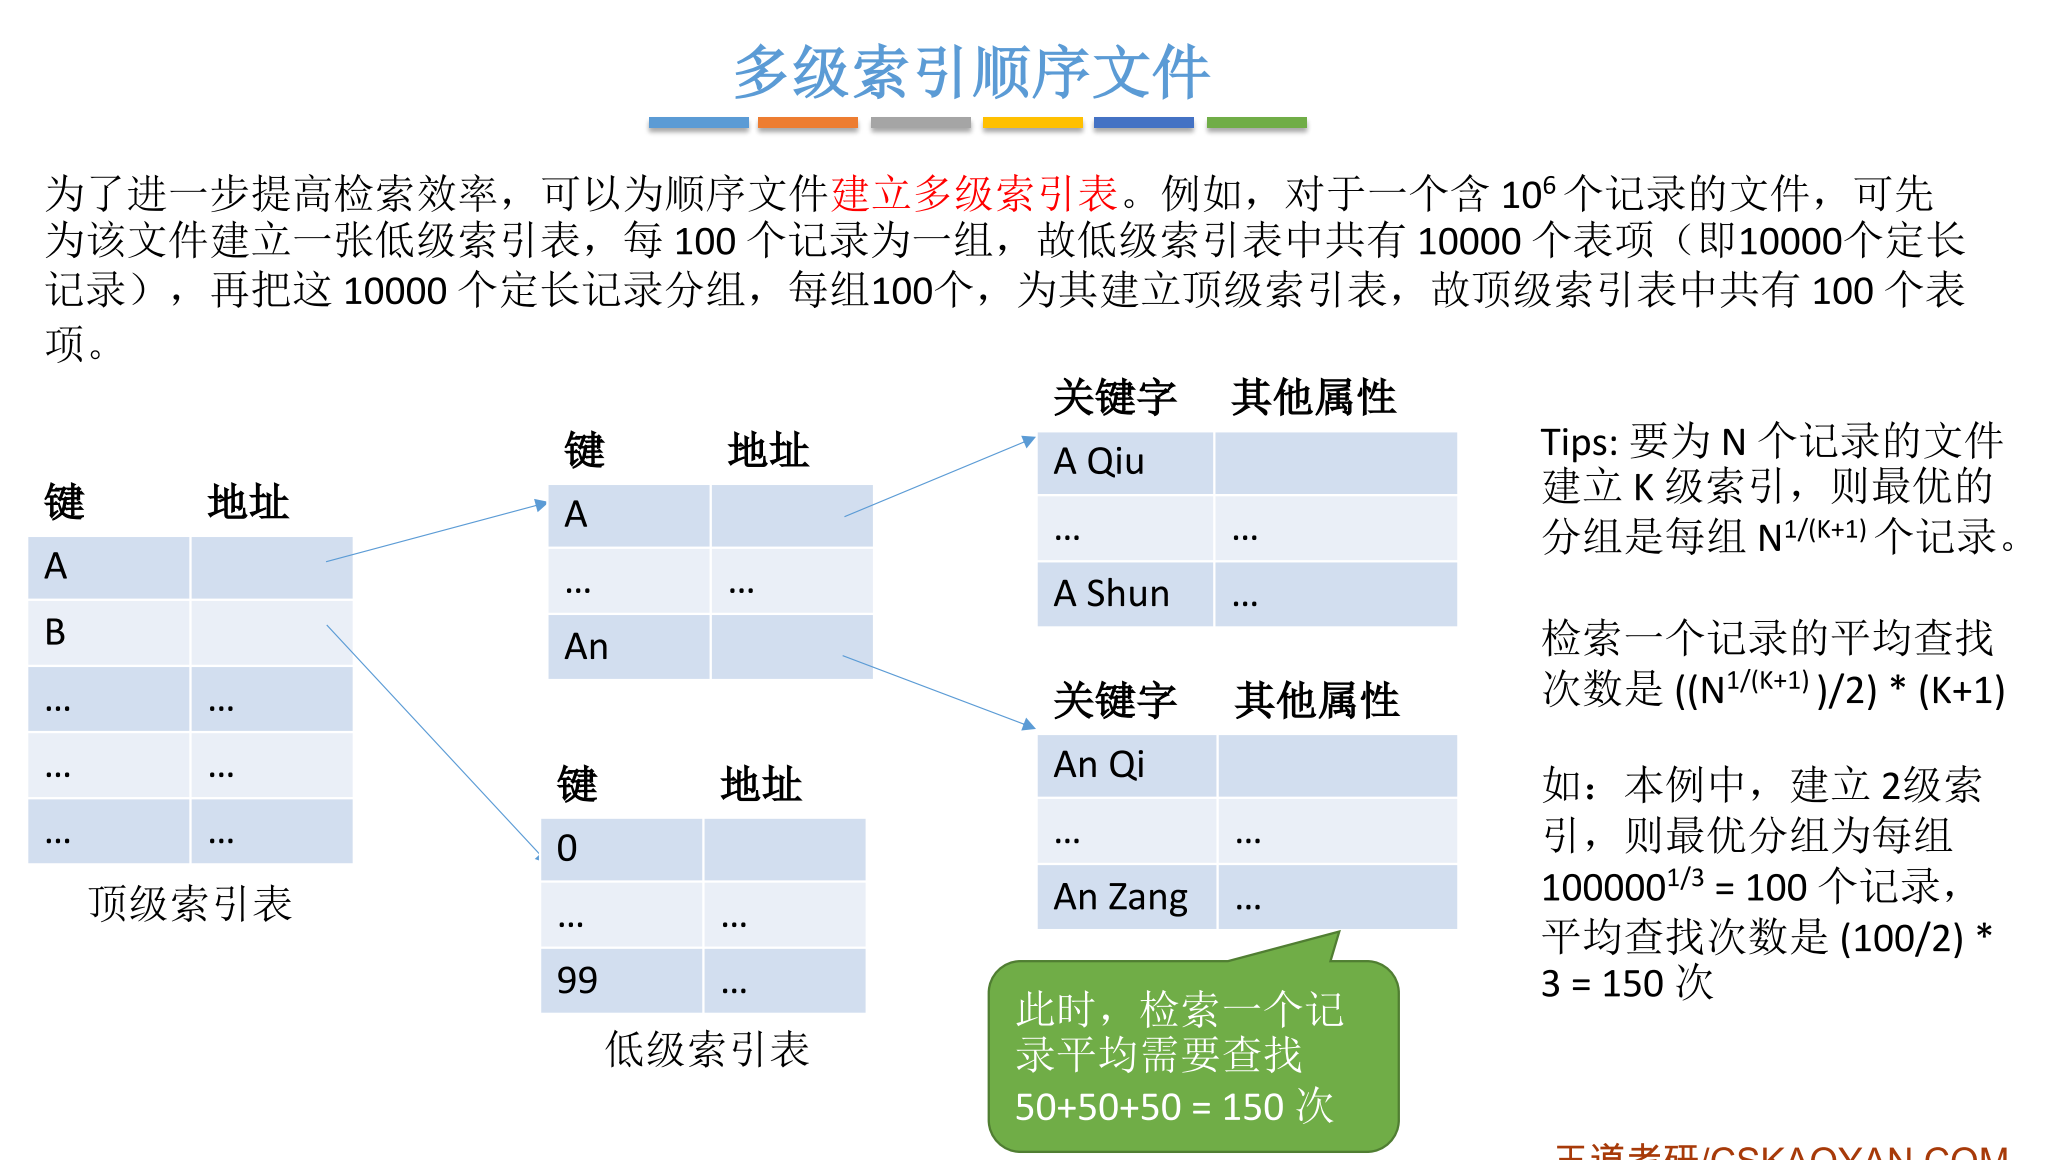 多级索引顺序文件
为了进一步提高检索效率，可以为顺序文件建立多级索引表。例如，对于一个含 10⁶ 个记录的文件，可先
为该文件建立一张低级索引表，每 100 个记录为一组，故低级索引表中共有 10000 个表项（即10000个定长
记录），再把这 10000 个定长记录分组，每组100个，为其建立顶级索引表，故顶级索引表中共有 100 个表
项。
键 地址
A
B
… …
… …
… …
顶级索引表
键 地址
A
… …
An
键 地址
0
… …
99 …
低级索引表
关键字 其他属性
A Qiu
… …
A Shun …
关键字 其他属性
An Qi
… …
An Zang …
此时，检索一个记
录平均需要查找
50+50+50 = 150 次
Tips: 要为 N 个记录的文件
建立 K 级索引，则最优的
分组是每组 N^1/(K+1) 个记录。
检索一个记录的平均查找
次数是 ((N^1/(K+1) )/2) * (K+1)
如：本例中，建立 2级索
引，则最优分组为每组
100000^1/3 = 100 个记录，
平均查找次数是 (100/2) *
3 = 150 次
王道考研/CSKAOYAN.COM